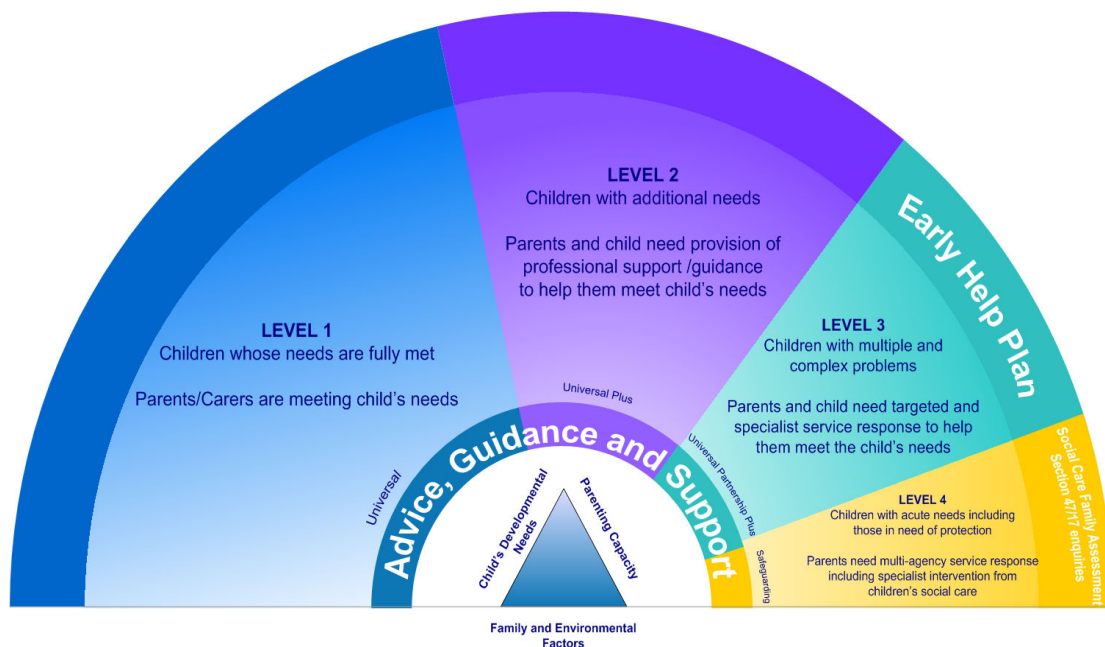 LEVEL 1
Children whose needs are fully met
Parents/Carers are meeting child's needs
LEVEL 2
Children with additional needs
Parents and child need provision of
professional support /guidance
to help them meet child's needs
LEVEL 3
Children with multiple and
complex problems
Parents and child need targeted and
specialist service response to help
them meet the child's needs
LEVEL 4
Children with acute needs including
those in need of protection
Parents need multi-agency service response
including specialist intervention from
children's social care
Early Help Plan
Social Care Family Assessment
Section 47/17 enquiries
Universal
Universal Plus
Universal Partnership Plus
Safeguarding
Advice, Guidance and Support
Child's Developmental
Needs
Parenting Capacity
Family and Environmental
Factors